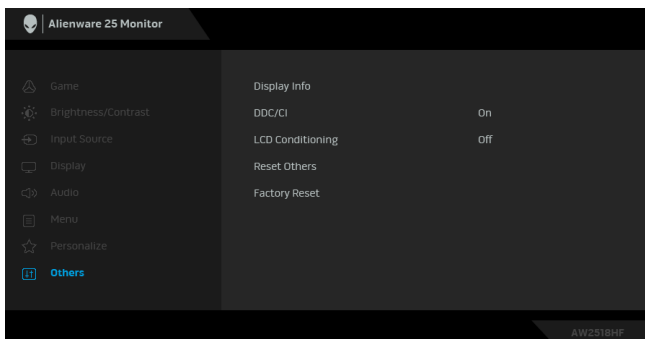 Alienware 25 Monitor
Game
Display Info
Brightness/Contrast
DDC/CI On
Input Source
LCD Conditioning Off
Display
Reset Others
Audio
Factory Reset
Menu
Personalize
Others
AW2518HF